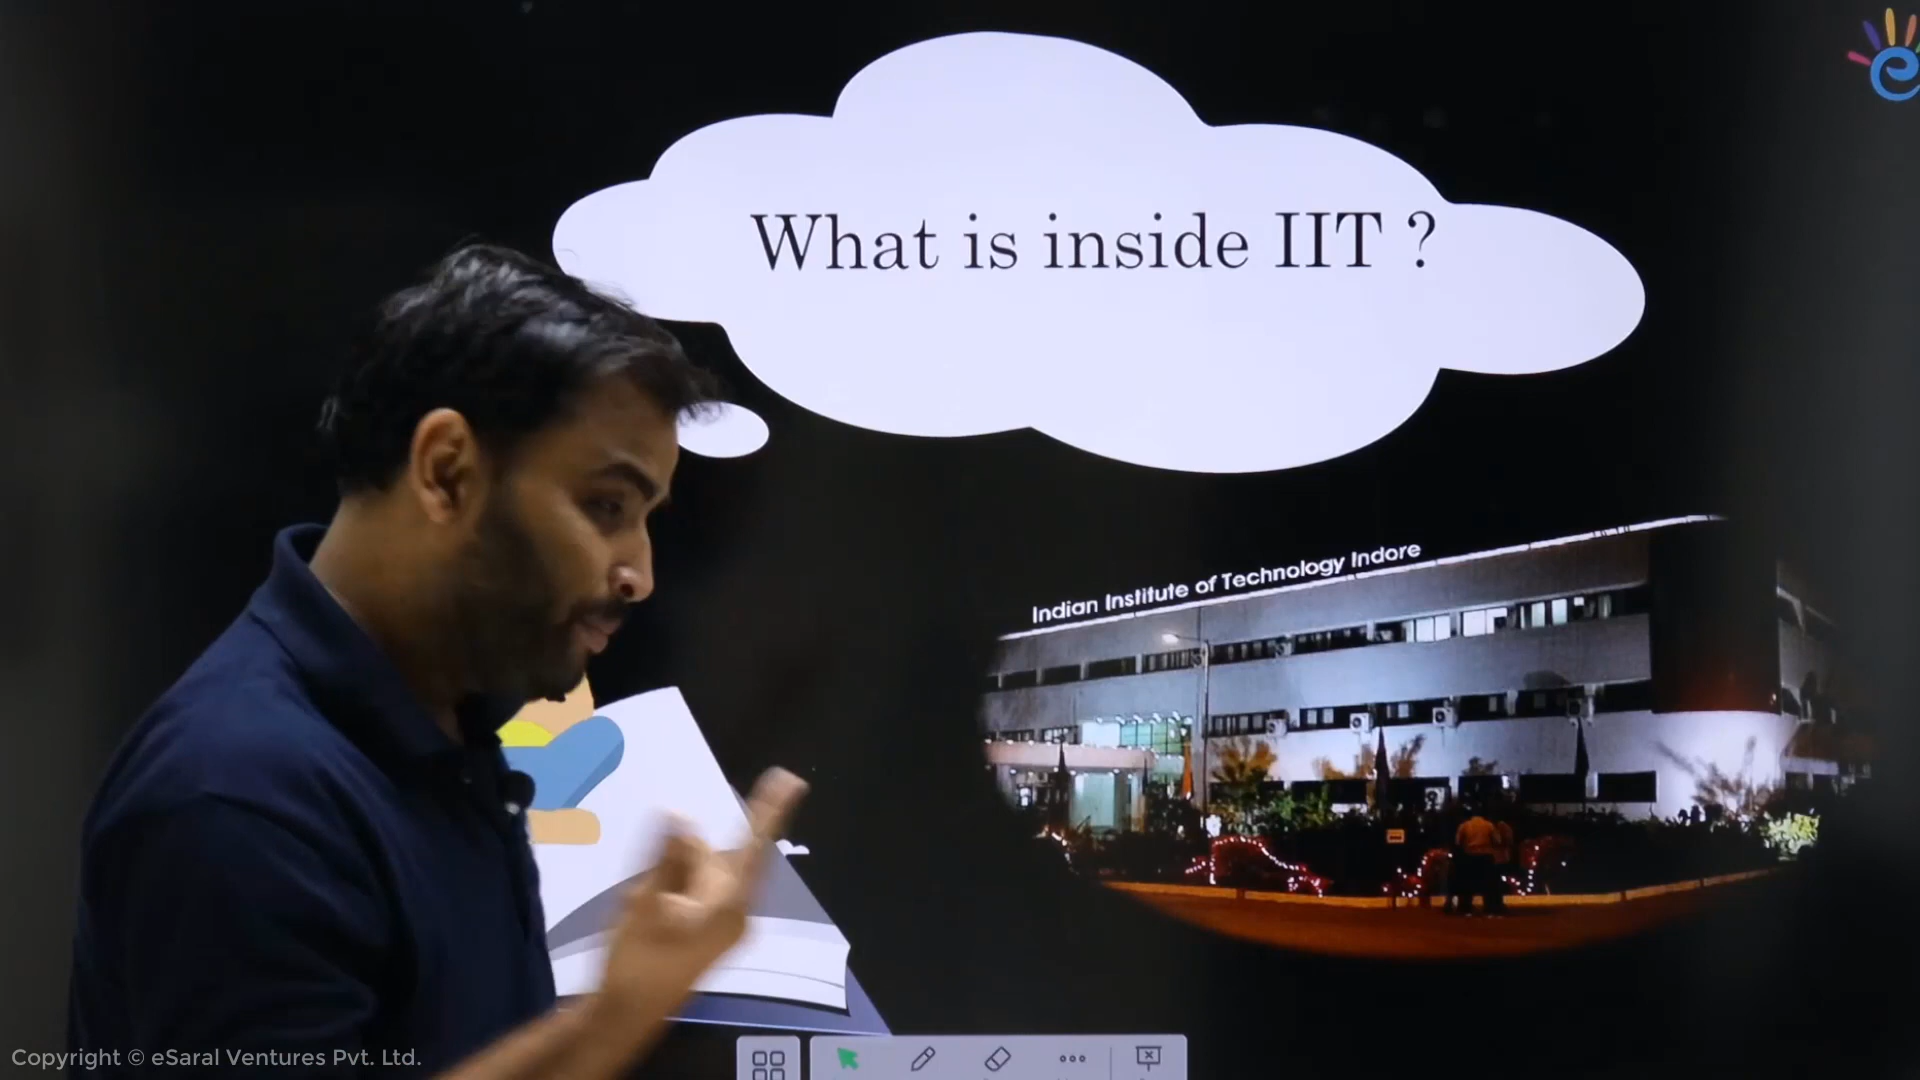 What is inside IIT ?
Indian Institute of Technology Indore
Copyright © eSaral Ventures Pvt. Ltd.